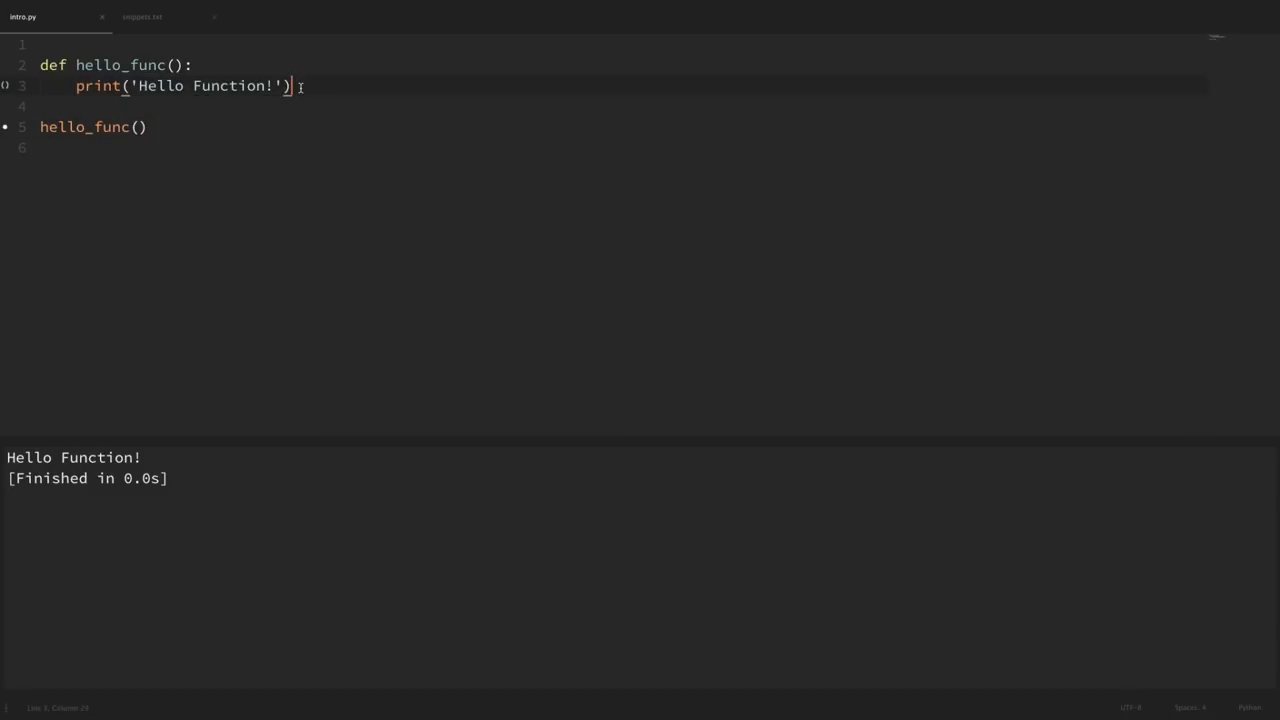 intro.py × snippets.txt ×
1
2 def hello_func():
() 3     print('Hello Function!')
4
5 hello_func()
6
Hello Function!
[Finished in 0.0s]
Line 3, Column 29 UTF-8 Spaces: 4 Python